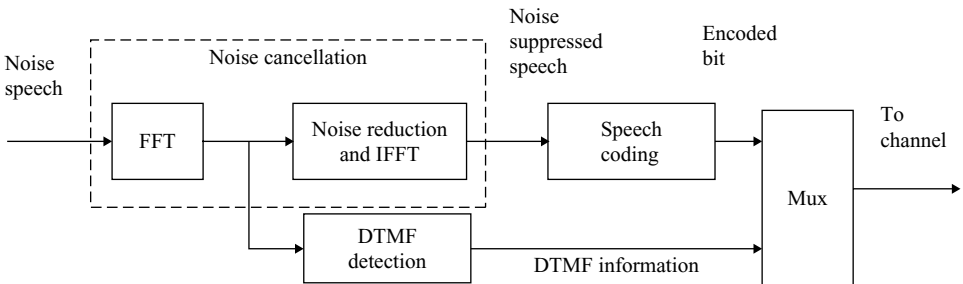 Noise
speech
Noise cancellation
FFT
Noise reduction
and IFFT
Noise
suppressed
speech
Speech
coding
Encoded
bit
Mux
To
channel
DTMF
detection
DTMF information